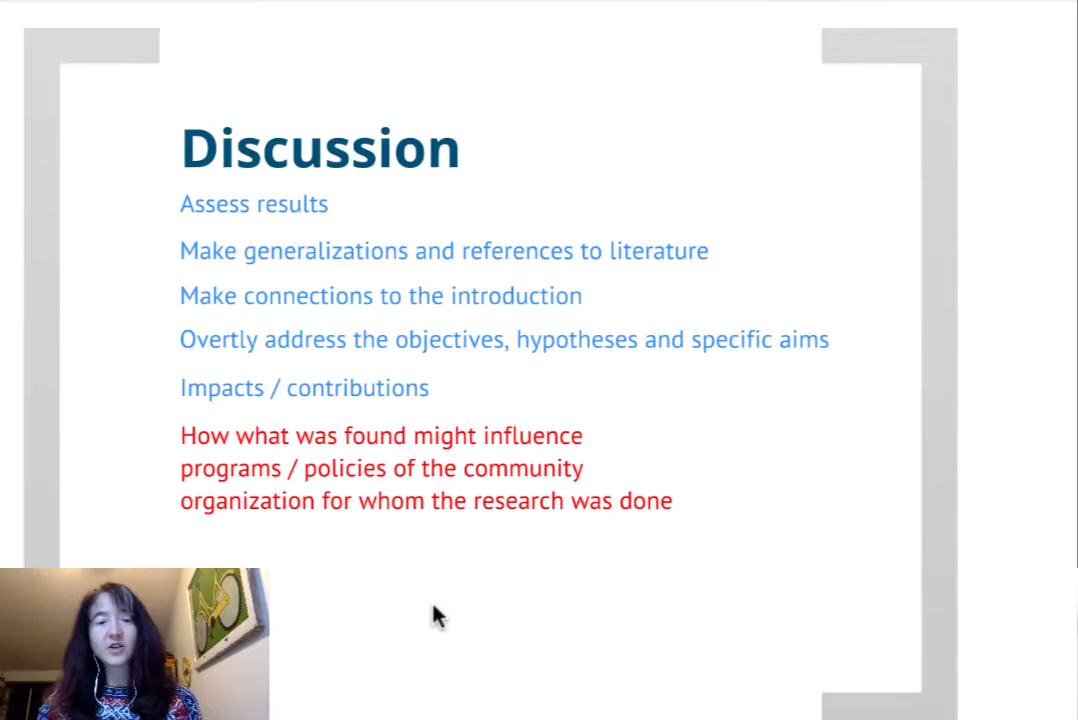 Discussion
Assess results
Make generalizations and references to literature
Make connections to the introduction
Overtly address the objectives, hypotheses and specific aims
Impacts / contributions
How what was found might influence
programs / policies of the community
organization for whom the research was done